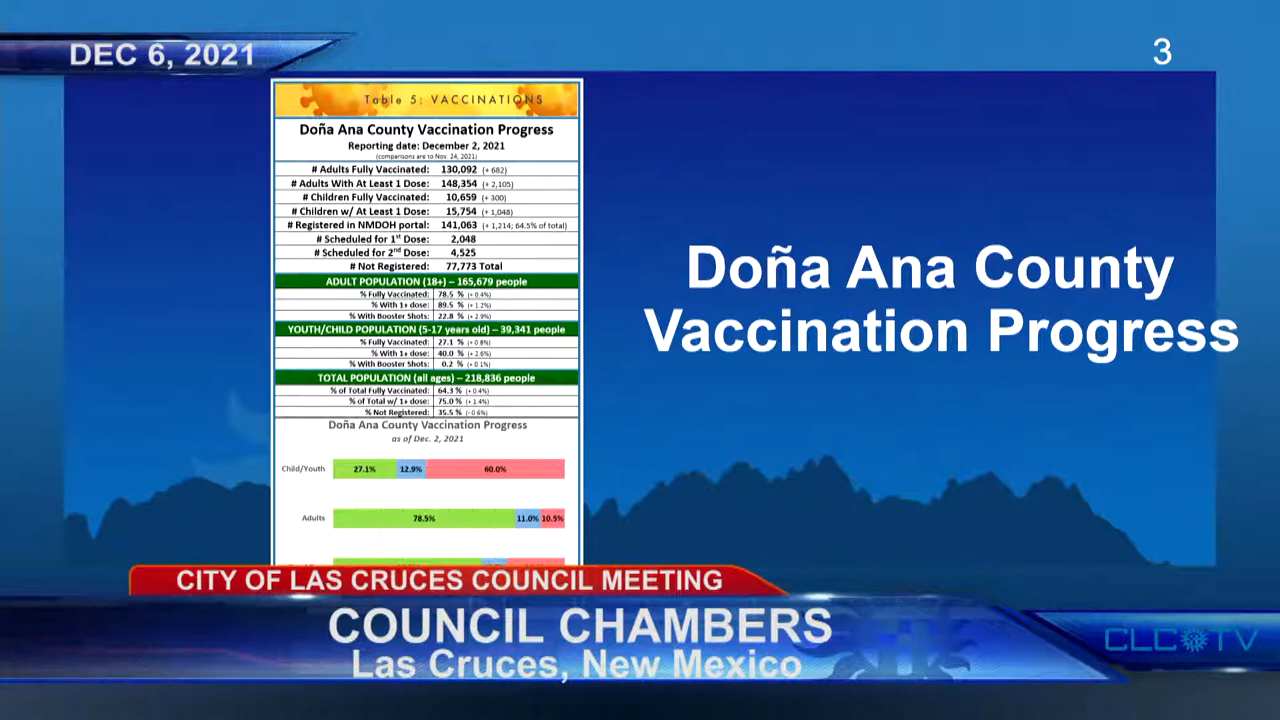 DEC 6, 2021
3
Table 5: VACCINATIONS
Doña Ana County Vaccination Progress
Reporting date: December 2, 2021
(comparisons are to Nov. 24, 2021)
# Adults Fully Vaccinated: 130,092 (+ 682)
# Adults With At Least 1 Dose: 148,354 (+ 2,105)
# Children Fully Vaccinated: 10,659 (+ 300)
# Children w/ At Least 1 Dose: 15,754 (+ 1,048)
# Registered in NMDOH portal: 141,063 (+ 1,214; 64.5% of total)
# Scheduled for 1st Dose: 2,048
# Scheduled for 2nd Dose: 4,525
# Not Registered: 77,773 Total
ADULT POPULATION (18+) – 165,679 people
% Fully Vaccinated: 78.5 % (+ 0.4%)
% With 1+ dose: 89.5 % (+ 1.2%)
% With Booster Shots: 22.8 % (+ 2.9%)
YOUTH/CHILD POPULATION (5-17 years old) – 39,341 people
% Fully Vaccinated: 27.1 % (+ 0.8%)
% With 1+ dose: 40.0 % (+ 2.6%)
% With Booster Shots: 0.2 % (+ 0.1%)
TOTAL POPULATION (all ages) – 218,836 people
% of Total Fully Vaccinated: 64.3 % (+ 0.4%)
% of Total w/ 1+ dose: 75.0 % (+ 1.4%)
% Not Registered: 35.5 % (- 0.6%)
Doña Ana County Vaccination Progress
as of Dec. 2, 2021
Child/Youth 27.1% 12.9% 60.0%
Adults 78.5% 11.0% 10.5%
Doña Ana County
Vaccination Progress
CITY OF LAS CRUCES COUNCIL MEETING
COUNCIL CHAMBERS
Las Cruces, New Mexico
CLC TV